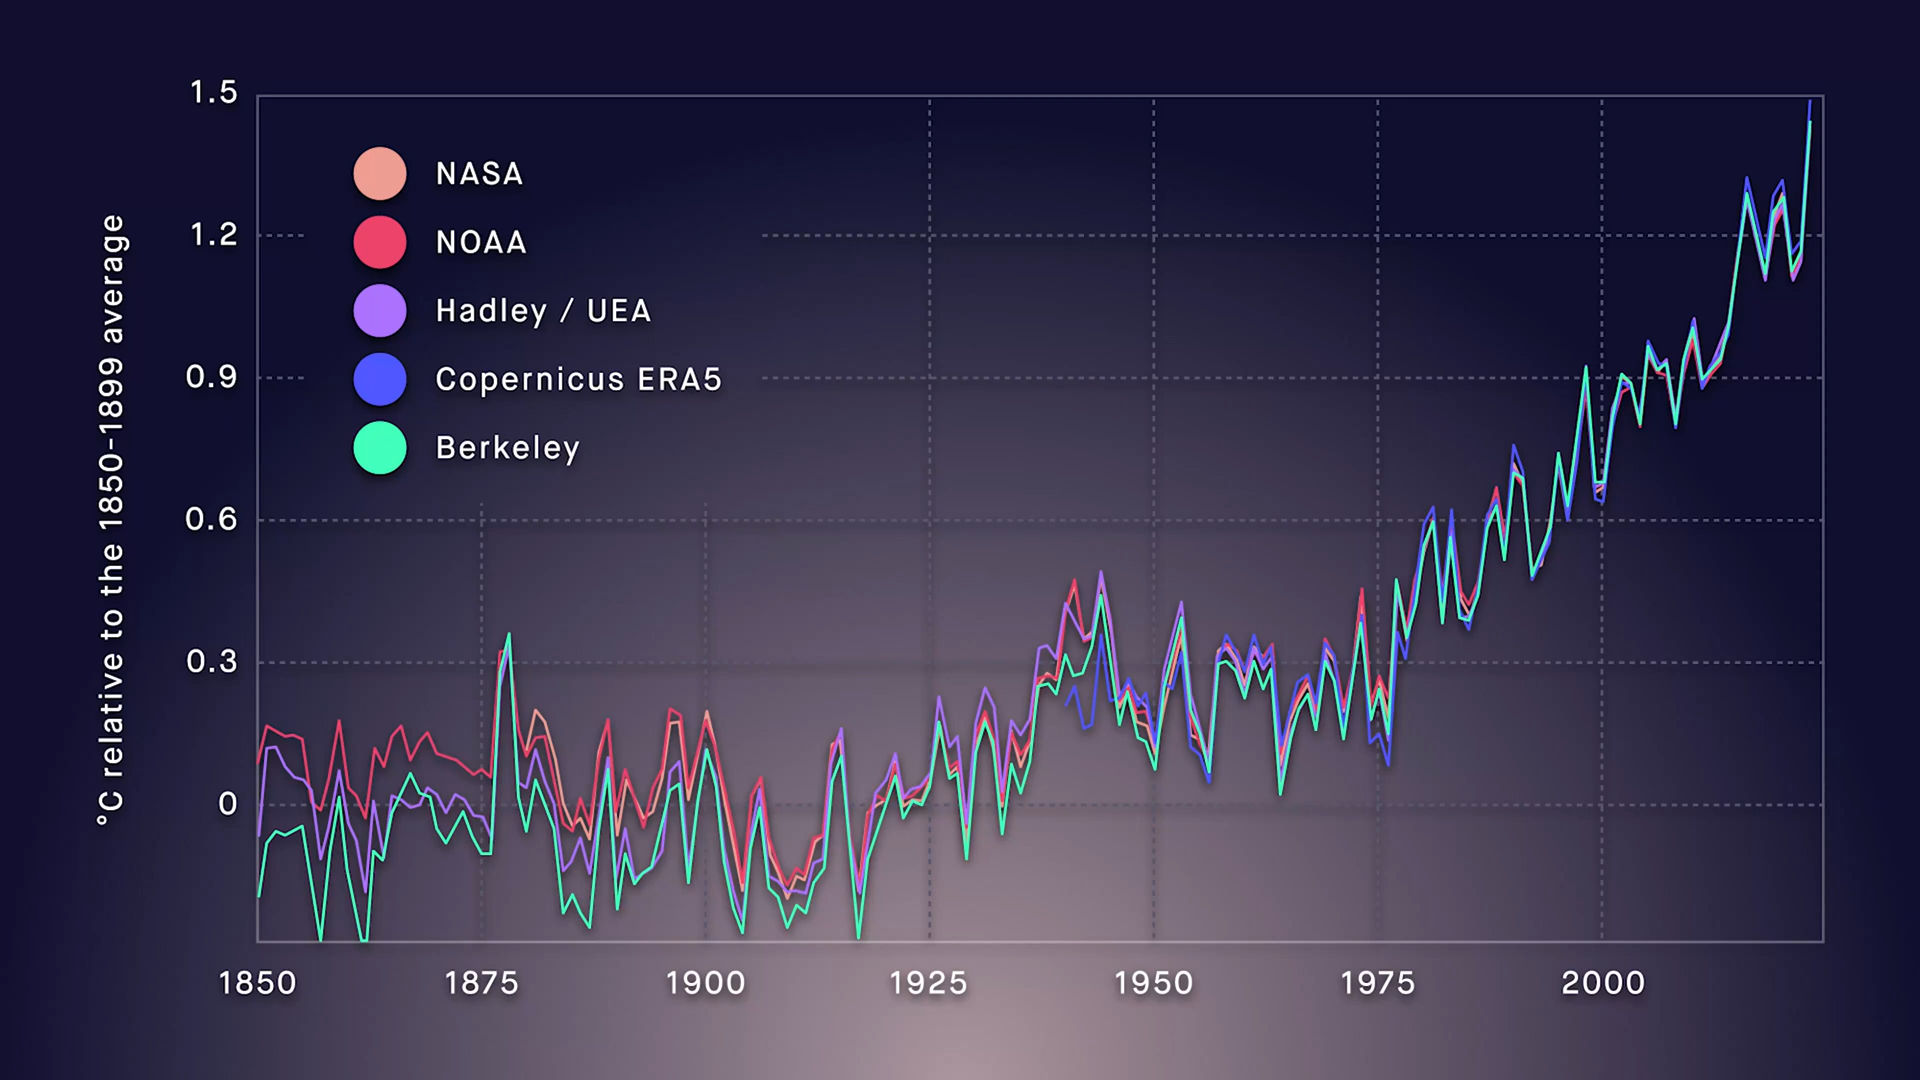 1.5
1.2
0.9
0.6
0.3
0
°C relative to the 1850-1899 average
NASA
NOAA
Hadley / UEA
Copernicus ERA5
Berkeley
1850 1875 1900 1925 1950 1975 2000